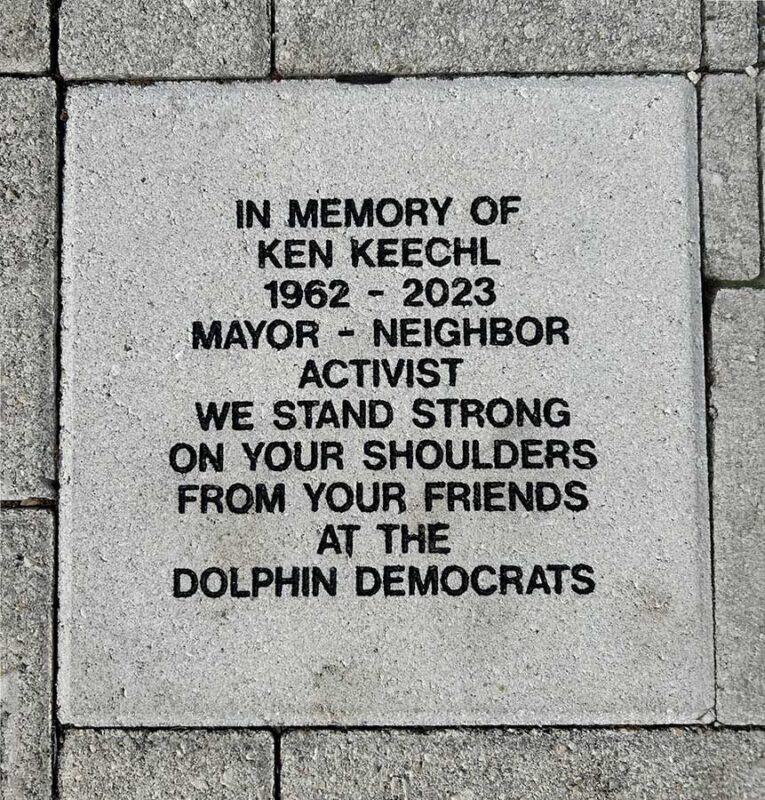 IN MEMORY OF
KEN KEECHL
1962 - 2023
MAYOR - NEIGHBOR
ACTIVIST
WE STAND STRONG
ON YOUR SHOULDERS
FROM YOUR FRIENDS
AT THE
DOLPHIN DEMOCRATS